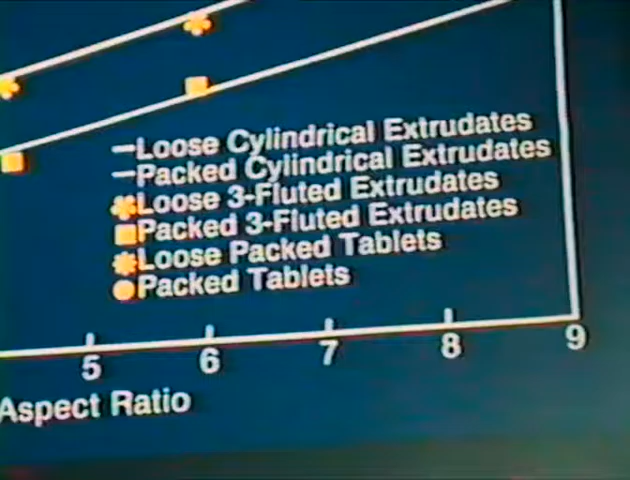 Loose Cylindrical Extrudates
Packed Cylindrical Extrudates
Loose 3-Fluted Extrudates
Packed 3-Fluted Extrudates
Loose Packed Tablets
Packed Tablets
5 6 7 8 9
Aspect Ratio